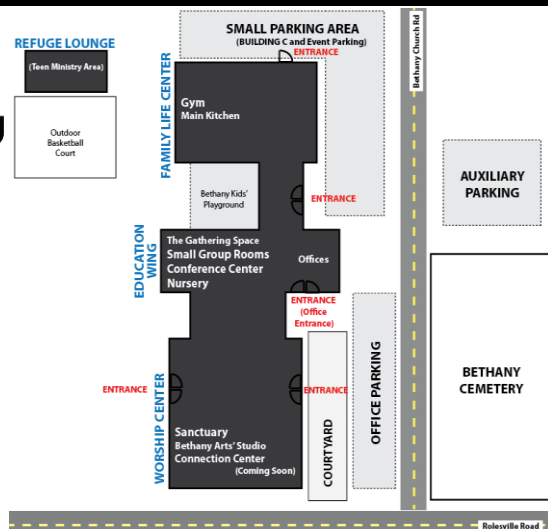 SMALL PARKING AREA
(BUILDING C and Event Parking)
ENTRANCE
REFUGE LOUNGE
(Teen Ministry Area)
Outdoor
Basketball
Court
FAMILY LIFE CENTER
Gym
Main Kitchen
Bethany Church Rd
AUXILIARY
PARKING
Bethany Kids'
Playground
ENTRANCE
EDUCATION
WING
The Gathering Space
Small Group Rooms
Conference Center
Nursery
Offices
ENTRANCE
(Office
Entrance)
WORSHIP CENTER
ENTRANCE
ENTRANCE
Sanctuary
Bethany Arts' Studio
Connection Center
(Coming Soon)
COURTYARD
OFFICE PARKING
BETHANY
CEMETERY
Rolesville Road